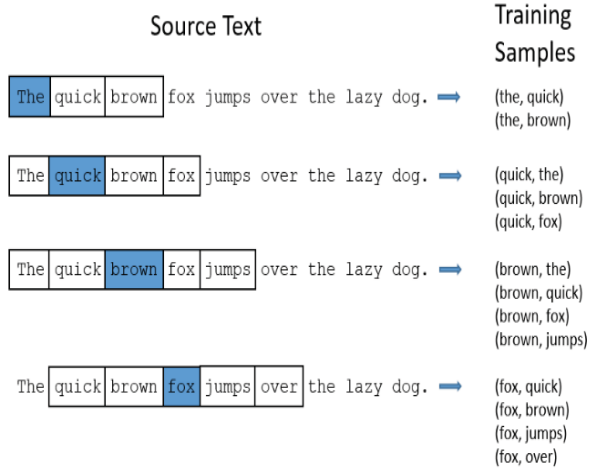 Source Text
Training
Samples
The quick brown fox jumps over the lazy dog.
(the, quick)
(the, brown)
The quick brown fox jumps over the lazy dog.
(quick, the)
(quick, brown)
(quick, fox)
The quick brown fox jumps over the lazy dog.
(brown, the)
(brown, quick)
(brown, fox)
(brown, jumps)
The quick brown fox jumps over the lazy dog.
(fox, quick)
(fox, brown)
(fox, jumps)
(fox, over)